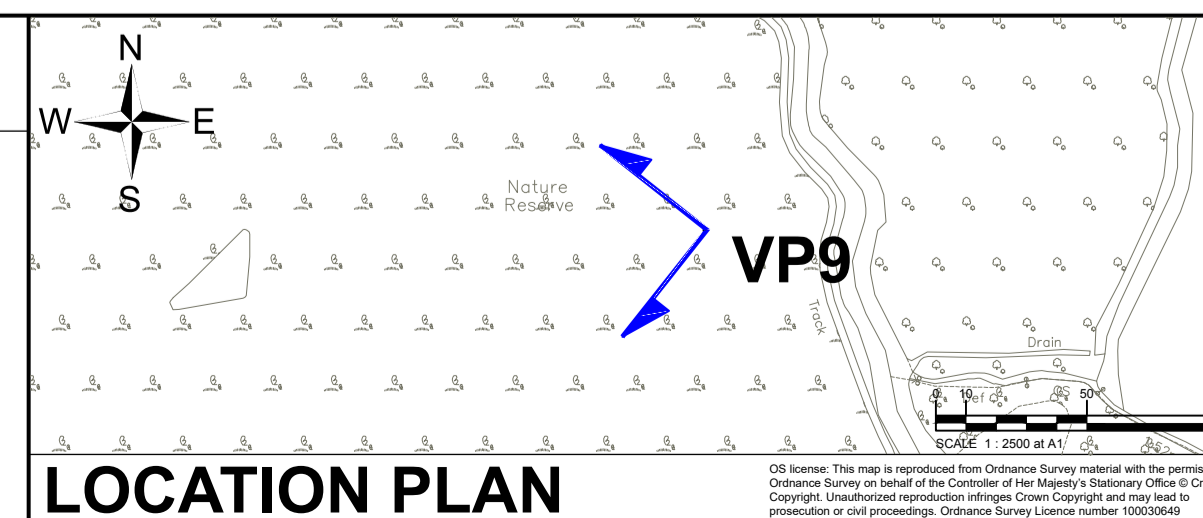 N
W E
S
Nature
Reserve
VP9
Track
Drain
0 10 50
Def CS
SCALE 1 : 2500 at A1
LOCATION PLAN
OS license: This map is reproduced from Ordnance Survey material with the permis
Ordnance Survey on behalf of the Controller of Her Majesty's Stationary Office © Cr
Copyright. Unauthorized reproduction infringes Crown Copyright and may lead to
prosecution or civil proceedings. Ordnance Survey Licence number 100030649